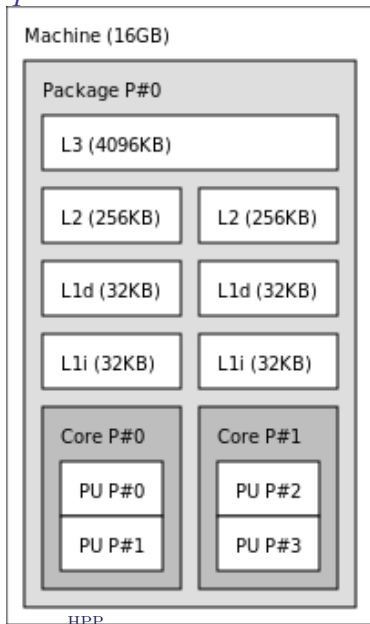 Machine (16GB)
Package P#0
L3 (4096KB)
L2 (256KB) L2 (256KB)
L1d (32KB) L1d (32KB)
L1i (32KB) L1i (32KB)
Core P#0 Core P#1
PU P#0 PU P#2
PU P#1 PU P#3
HPP